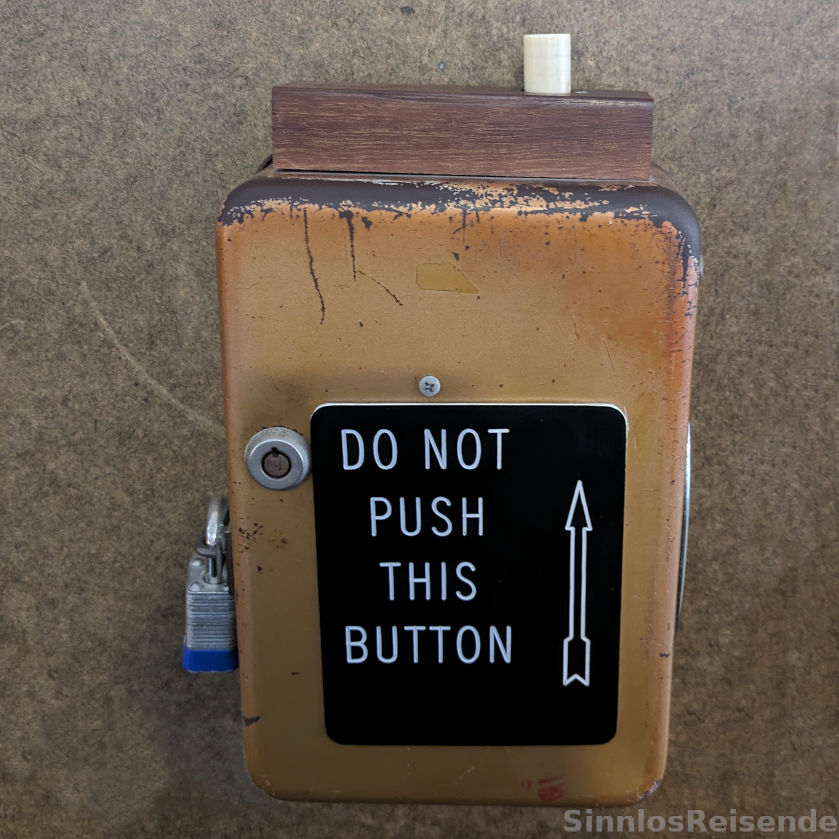 DO NOT
PUSH
THIS
BUTTON
SinnlosReisende